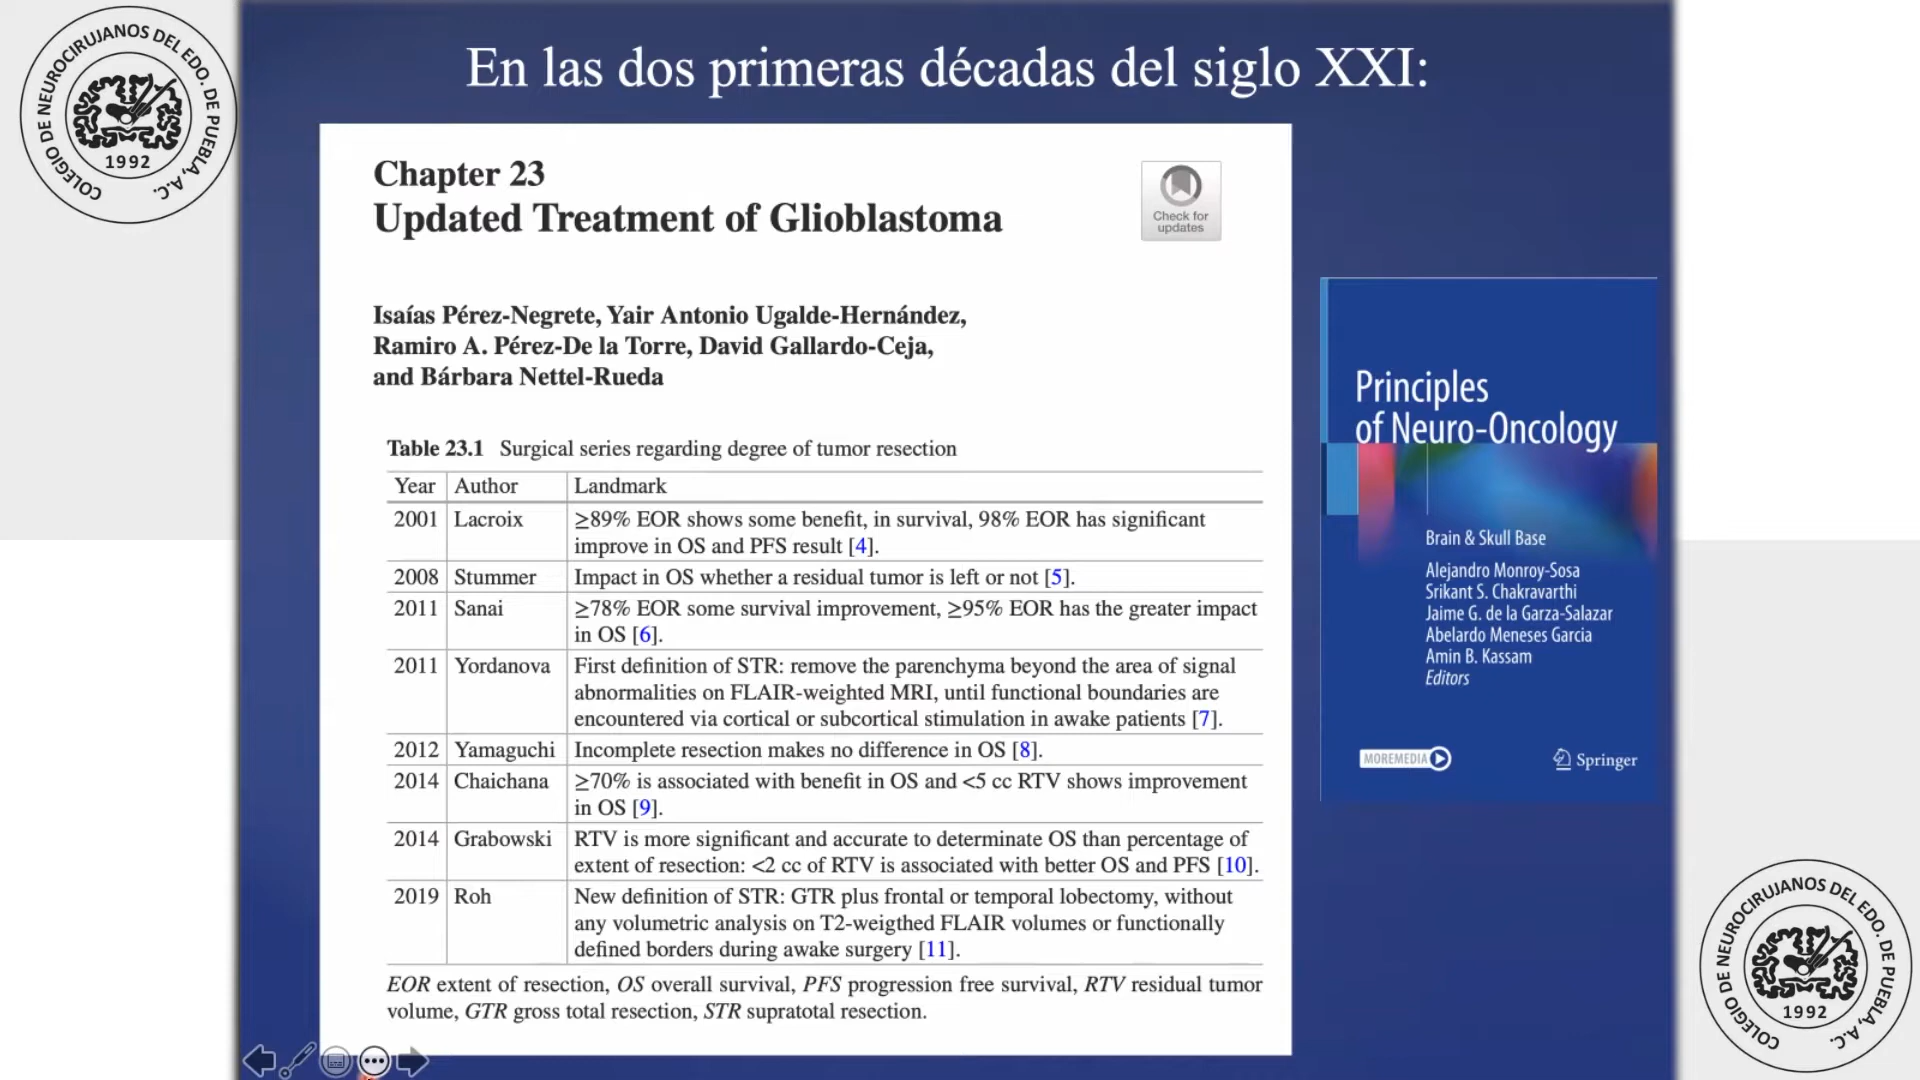 COLEGIO DE NEUROCIRUJANOS DEL EDO. DE PUEBLA, A.C.
1992
En las dos primeras décadas del siglo XXI:
Chapter 23
Updated Treatment of Glioblastoma
Check for
updates
Isaías Pérez-Negrete, Yair Antonio Ugalde-Hernández,
Ramiro A. Pérez-De la Torre, David Gallardo-Ceja,
and Bárbara Nettel-Rueda
Table 23.1 Surgical series regarding degree of tumor resection
Year Author Landmark
2001 Lacroix ≥89% EOR shows some benefit, in survival, 98% EOR has significant
improve in OS and PFS result [4].
2008 Stummer Impact in OS whether a residual tumor is left or not [5].
2011 Sanai ≥78% EOR some survival improvement, ≥95% EOR has the greater impact
in OS [6].
2011 Yordanova First definition of STR: remove the parenchyma beyond the area of signal
abnormalities on FLAIR-weighted MRI, until functional boundaries are
encountered via cortical or subcortical stimulation in awake patients [7].
2012 Yamaguchi Incomplete resection makes no difference in OS [8].
2014 Chaichana ≥70% is associated with benefit in OS and <5 cc RTV shows improvement
in OS [9].
2014 Grabowski RTV is more significant and accurate to determinate OS than percentage of
extent of resection: <2 cc of RTV is associated with better OS and PFS [10].
2019 Roh New definition of STR: GTR plus frontal or temporal lobectomy, without
any volumetric analysis on T2-weigthed FLAIR volumes or functionally
defined borders during awake surgery [11].
EOR extent of resection, OS overall survival, PFS progression free survival, RTV residual tumor
volume, GTR gross total resection, STR supratotal resection.
Principles
of Neuro-Oncology
Brain & Skull Base
Alejandro Monroy-Sosa
Srikant S. Chakravarthi
Jaime G. de la Garza-Salazar
Abelardo Meneses Garcia
Amin B. Kassam
Editors
MOREMEDIA
Springer
COLEGIO DE NEUROCIRUJANOS DEL EDO. DE PUEBLA, A.C.
1992